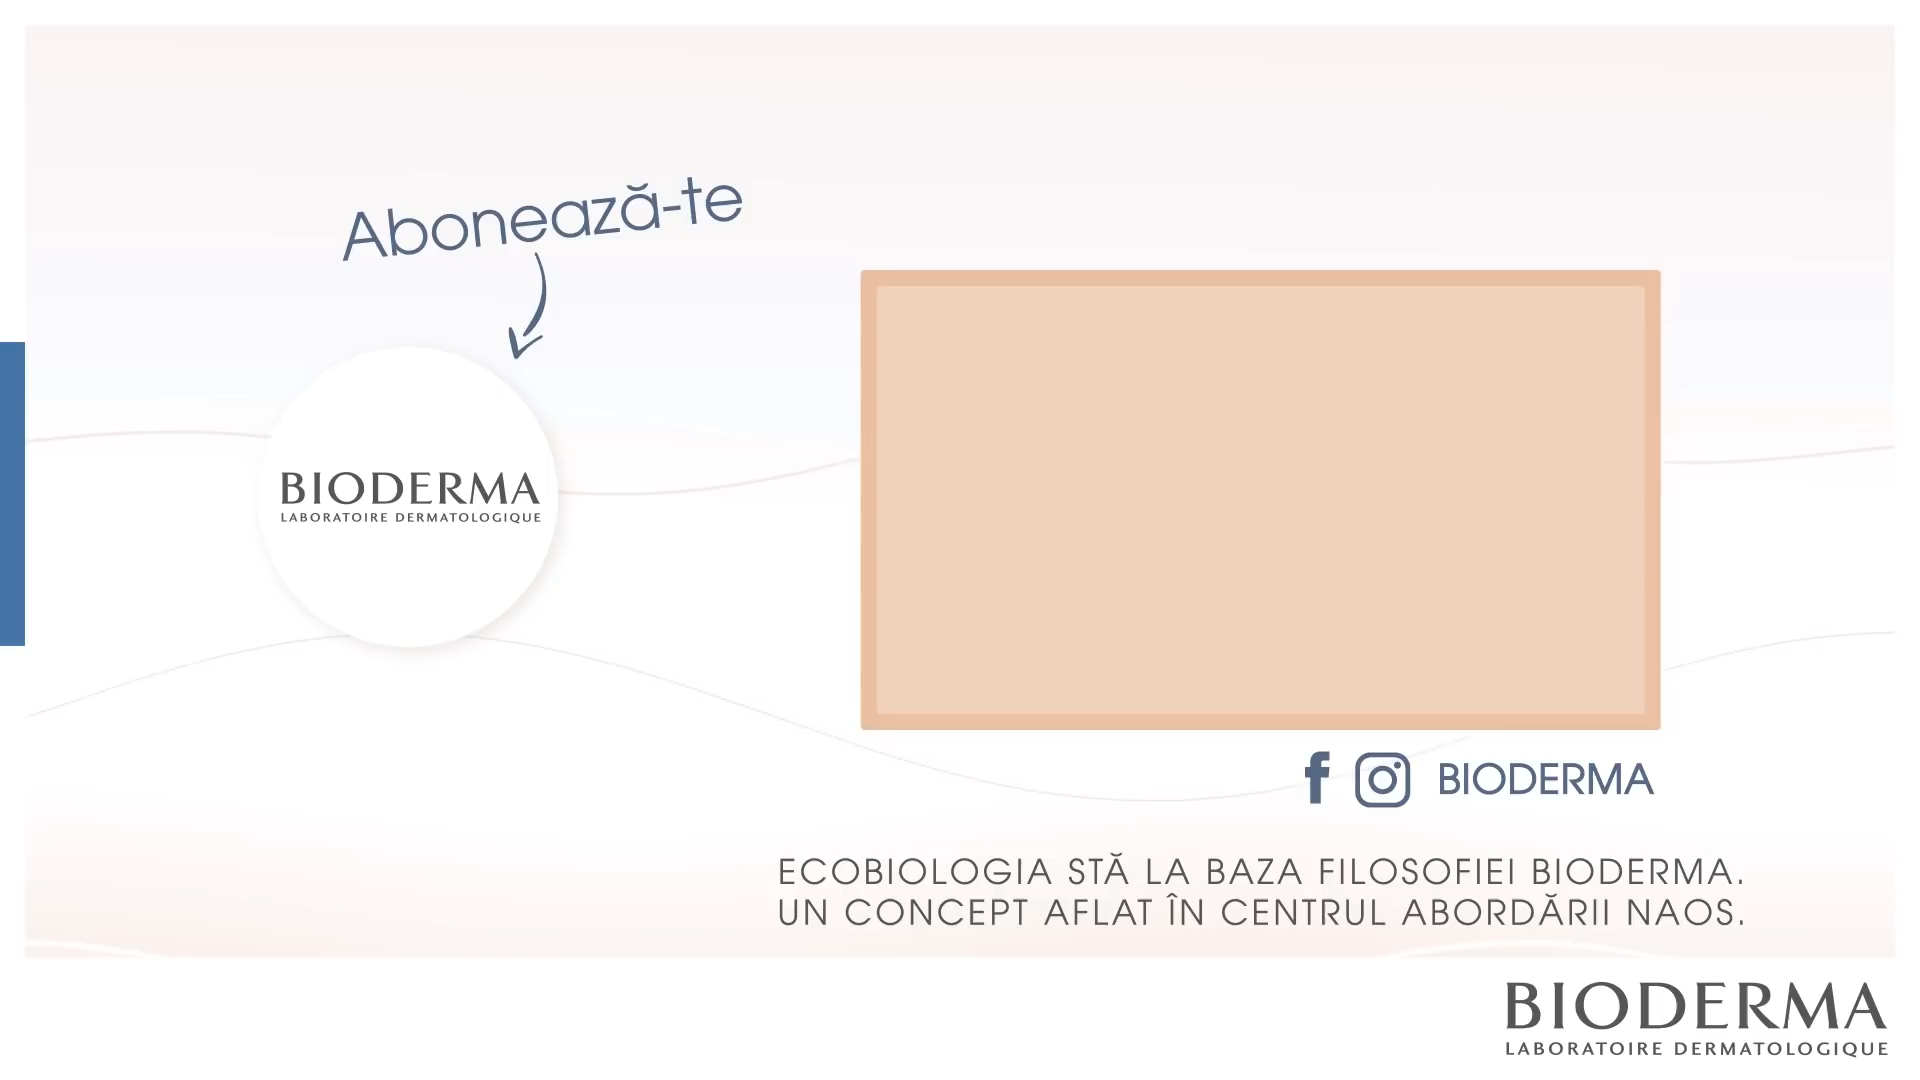 Abonează-te
BIODERMA
LABORATOIRE DERMATOLOGIQUE
BIODERMA
ECOBIOLOGIA STĂ LA BAZA FILOSOFIEI BIODERMA.
UN CONCEPT AFLAT ÎN CENTRUL ABORDĂRII NAOS.
BIODERMA
LABORATOIRE DERMATOLOGIQUE